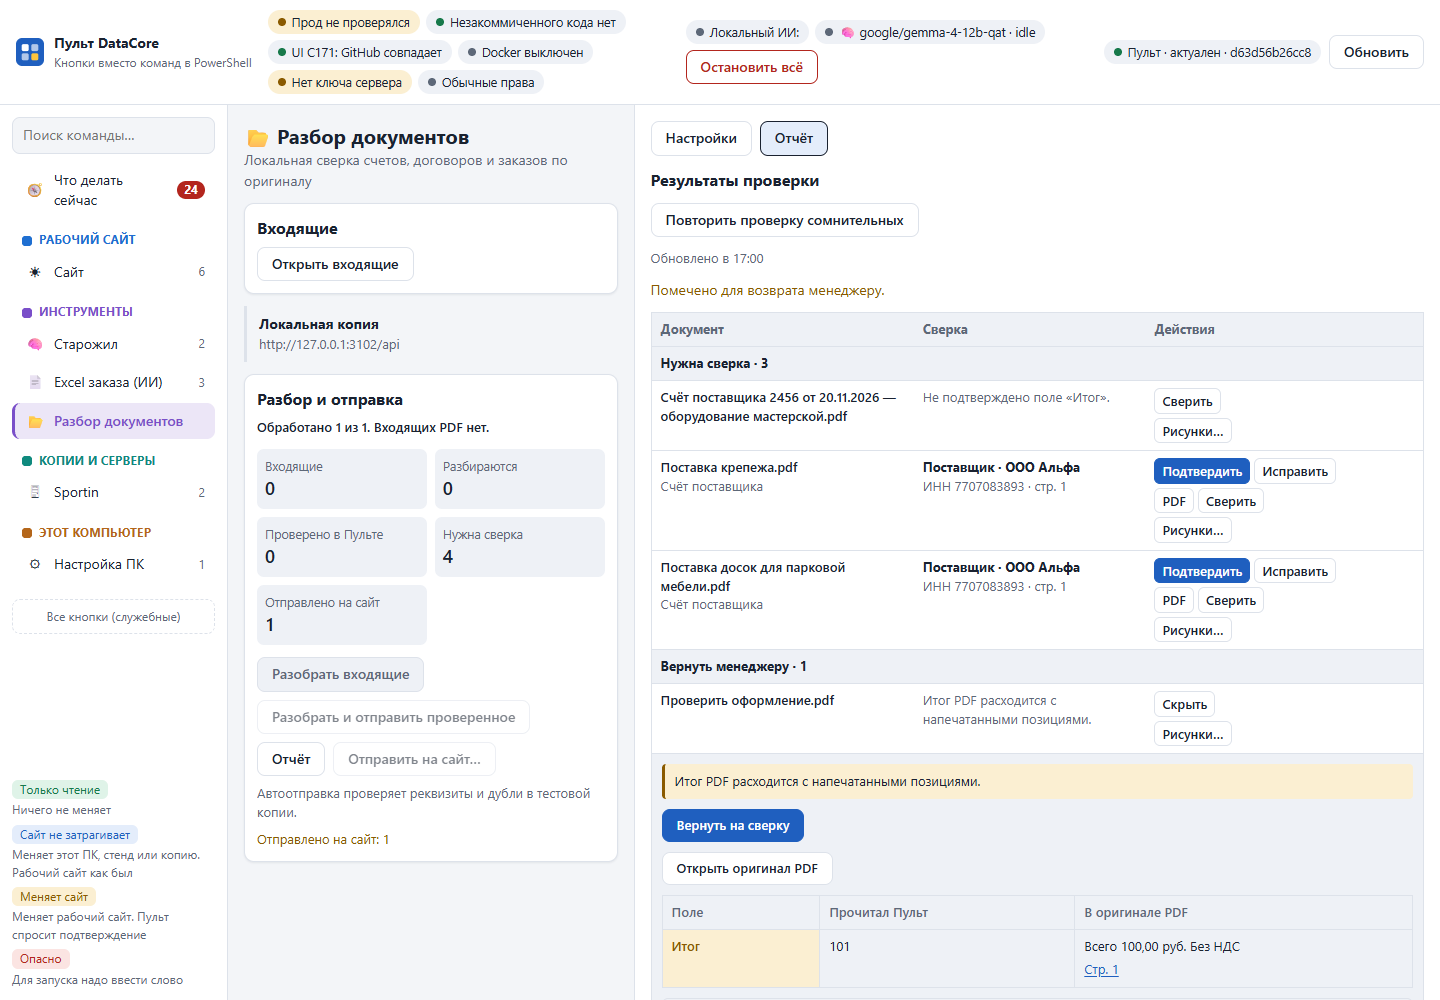 Пульт DataCore
Кнопки вместо команд в PowerShell
Прод не проверялся
Незакоммиченного кода нет
UI C171: GitHub совпадает
Docker выключен
Нет ключа сервера
Обычные права
Локальный ИИ:
google/gemma-4-12b-qat · idle
Остановить всё
Пульт · актуален · d63d56b26cc8
Обновить
Поиск команды...
Что делать
сейчас
24
РАБОЧИЙ САЙТ
Сайт
6
ИНСТРУМЕНТЫ
Старожил
2
Excel заказа (ИИ)
3
Разбор документов
КОПИИ И СЕРВЕРЫ
Sportin
2
ЭТОТ КОМПЬЮТЕР
Настройка ПК
1
Все кнопки (служебные)
Только чтение
Ничего не меняет
Сайт не затрагивает
Меняет этот ПК, стенд или копию.
Рабочий сайт как был
Меняет сайт
Меняет рабочий сайт. Пульт
спросит подтверждение
Опасно
Для запуска надо ввести слово
Разбор документов
Локальная сверка счетов, договоров и заказов по
оригиналу
Входящие
Открыть входящие
Локальная копия
http://127.0.0.1:3102/api
Разбор и отправка
Обработано 1 из 1. Входящих PDF нет.
Входящие
0
Разбираются
0
Проверено в Пульте
0
Нужна сверка
4
Отправлено на сайт
1
Разобрать входящие
Разобрать и отправить проверенное
Отчёт
Отправить на сайт...
Автоотправка проверяет реквизиты и дубли в тестовой
копии.
Отправлено на сайт: 1
Настройки
Отчёт
Результаты проверки
Повторить проверку сомнительных
Обновлено в 17:00
Помечено для возврата менеджеру.
Документ
Сверка
Действия
Нужна сверка · 3
Счёт поставщика 2456 от 20.11.2026 —
оборудование мастерской.pdf
Не подтверждено поле «Итог».
Сверить
Рисунки...
Поставка крепежа.pdf
Счёт поставщика
Поставщик · ООО Альфа
ИНН 7707083893 · стр. 1
Подтвердить
Исправить
PDF
Сверить
Рисунки...
Поставка досок для парковой
мебели.pdf
Счёт поставщика
Поставщик · ООО Альфа
ИНН 7707083893 · стр. 1
Подтвердить
Исправить
PDF
Сверить
Рисунки...
Вернуть менеджеру · 1
Проверить оформление.pdf
Итог PDF расходится с
напечатанными позициями.
Скрыть
Рисунки...
Итог PDF расходится с напечатанными позициями.
Вернуть на сверку
Открыть оригинал PDF
Поле
Прочитал Пульт
В оригинале PDF
Итог
101
Всего 100,00 руб. Без НДС
Стр. 1